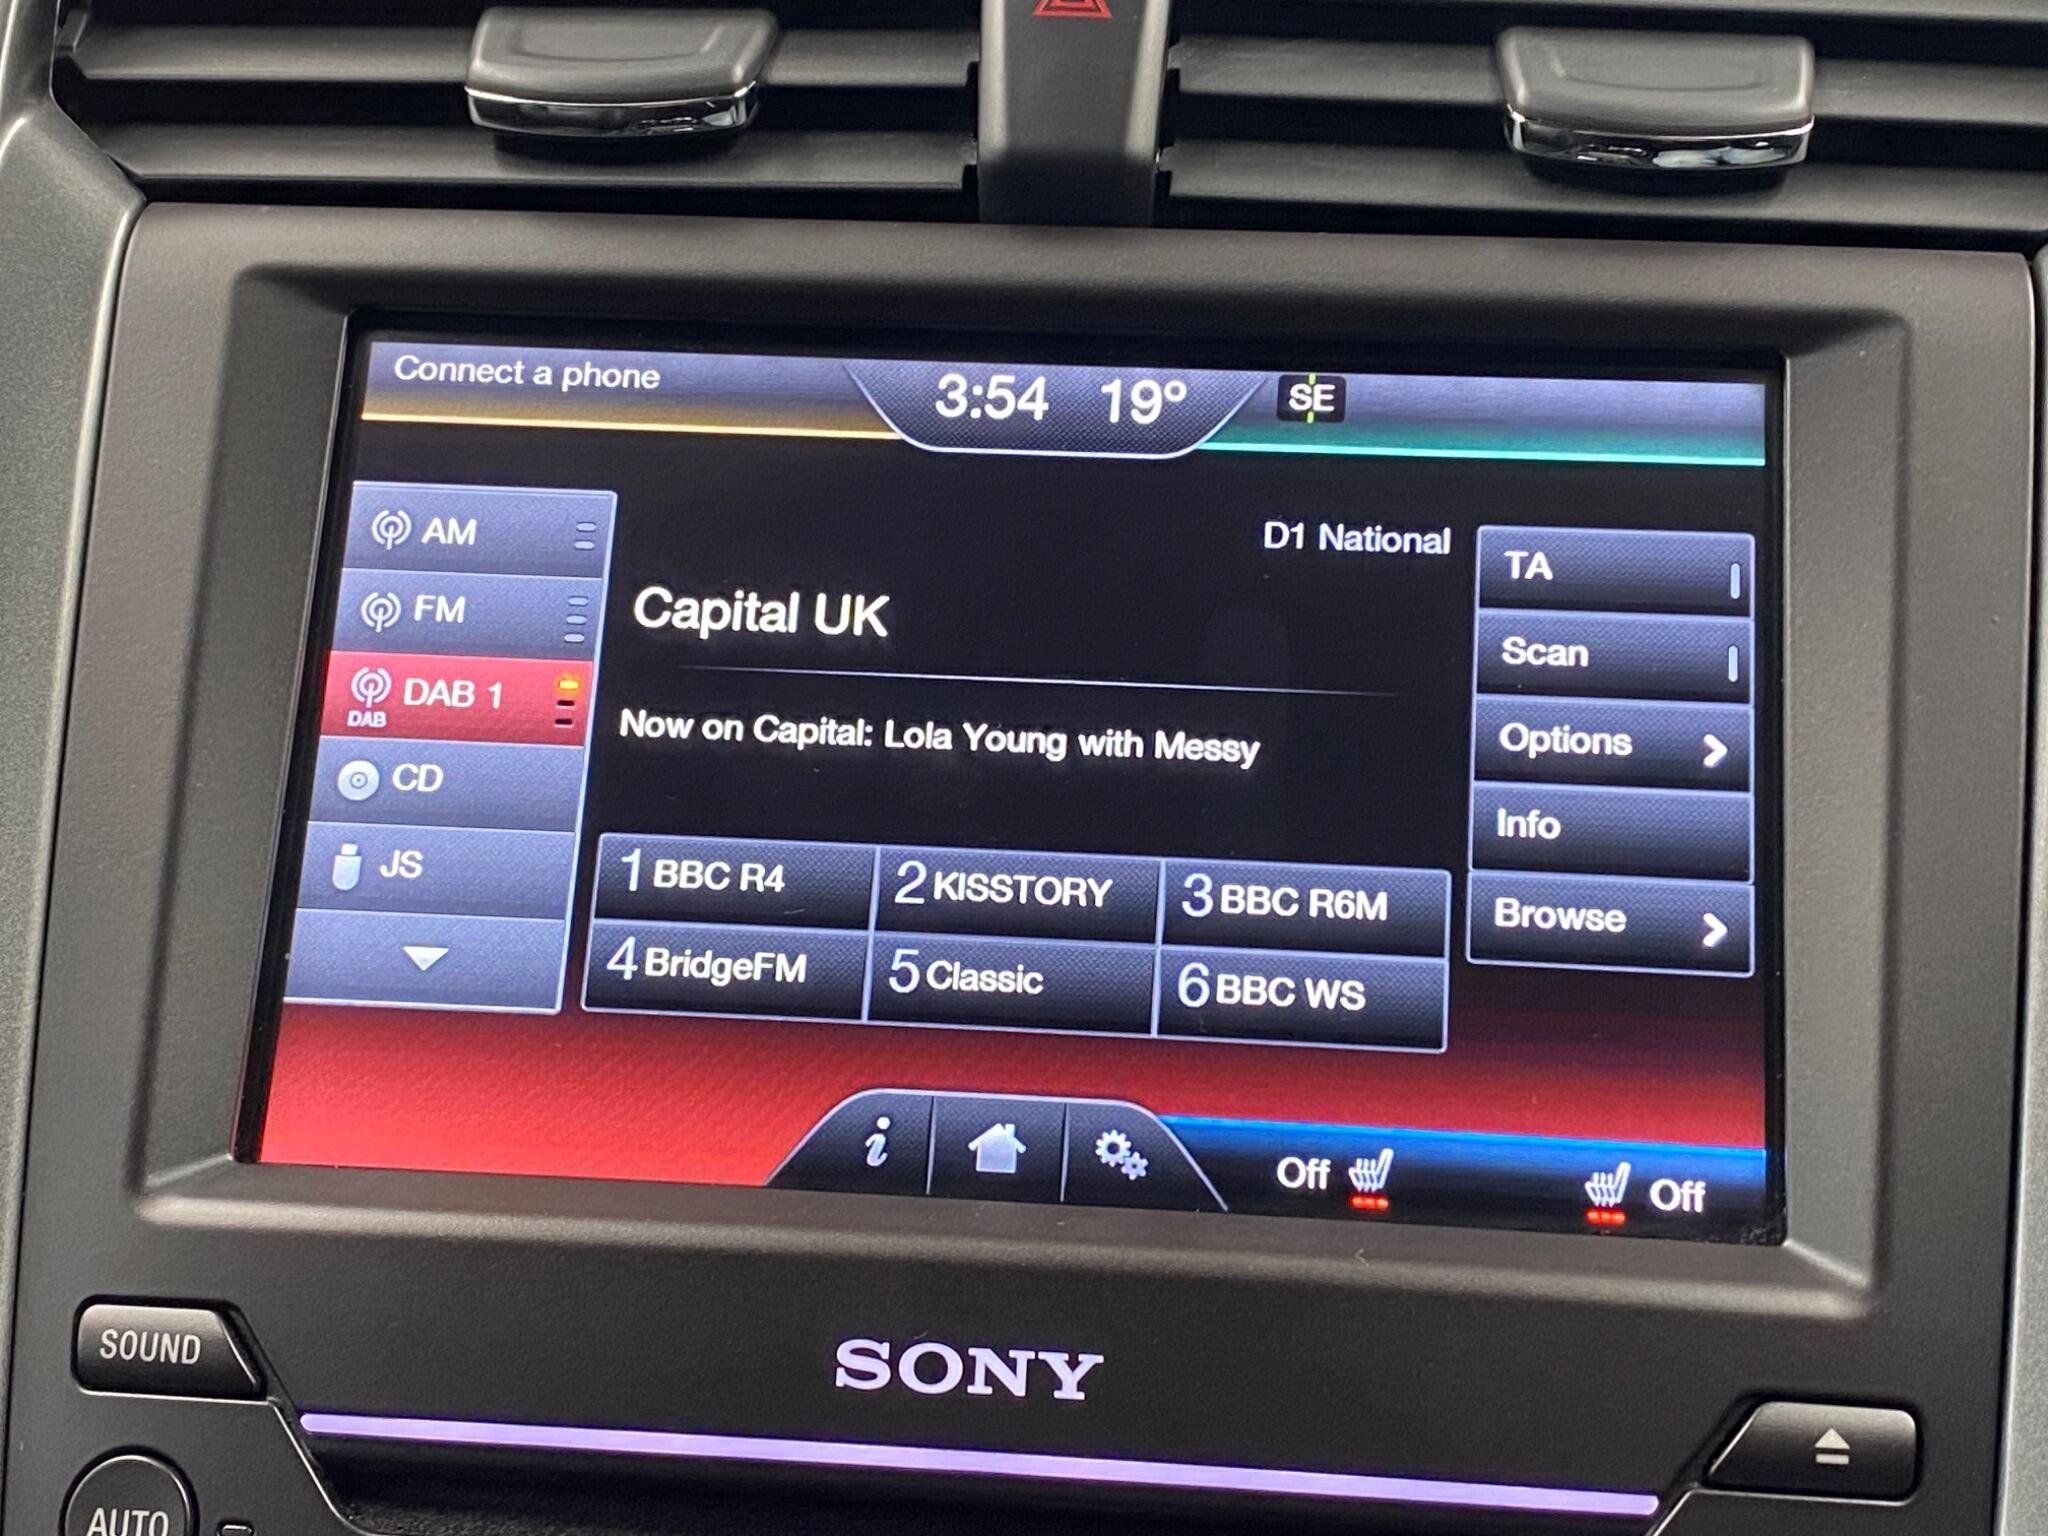 Connect a phone
3:54 19° SE
AM
FM
DAB DAB 1
CD
JS
D1 National
Capital UK
Now on Capital: Lola Young with Messy
1 BBC R4
2 KISSTORY
3 BBC R6M
4 BridgeFM
5 Classic
6 BBC WS
TA
Scan
Options
Info
Browse
i
Off
Off
SOUND
SONY
AUTO